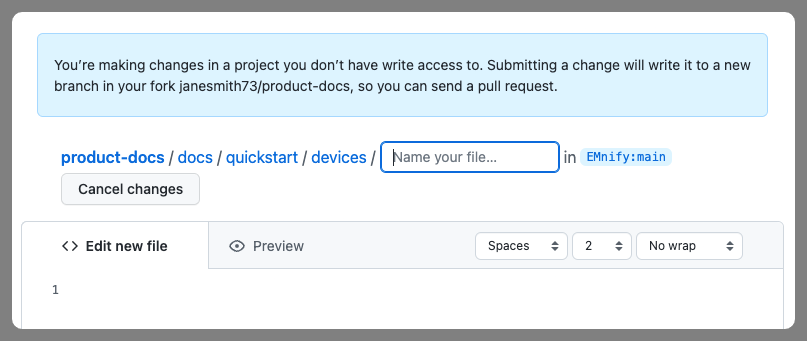 You’re making changes in a project you don’t have write access to. Submitting a change will write it to a new
branch in your fork janesmith73/product-docs, so you can send a pull request.
product-docs / docs / quickstart / devices / Name your file... in EMnify:main
Cancel changes
Edit new file Preview Spaces 2 No wrap
1